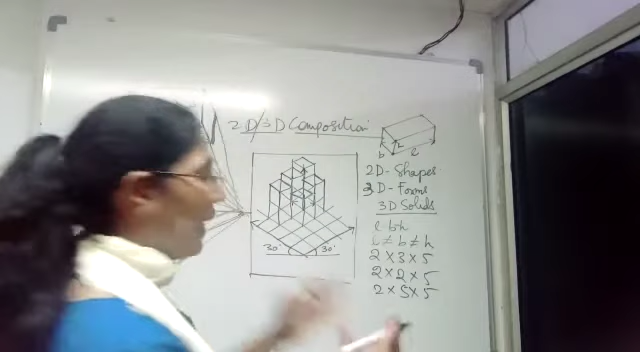 2D/3D Composition
b h l
2D - Shapes
3D - Forms
3D Solids
l b h
l ≠ b ≠ h
2 × 3 × 5
2 × 2 × 5
2 × 5 × 5
30° 30°